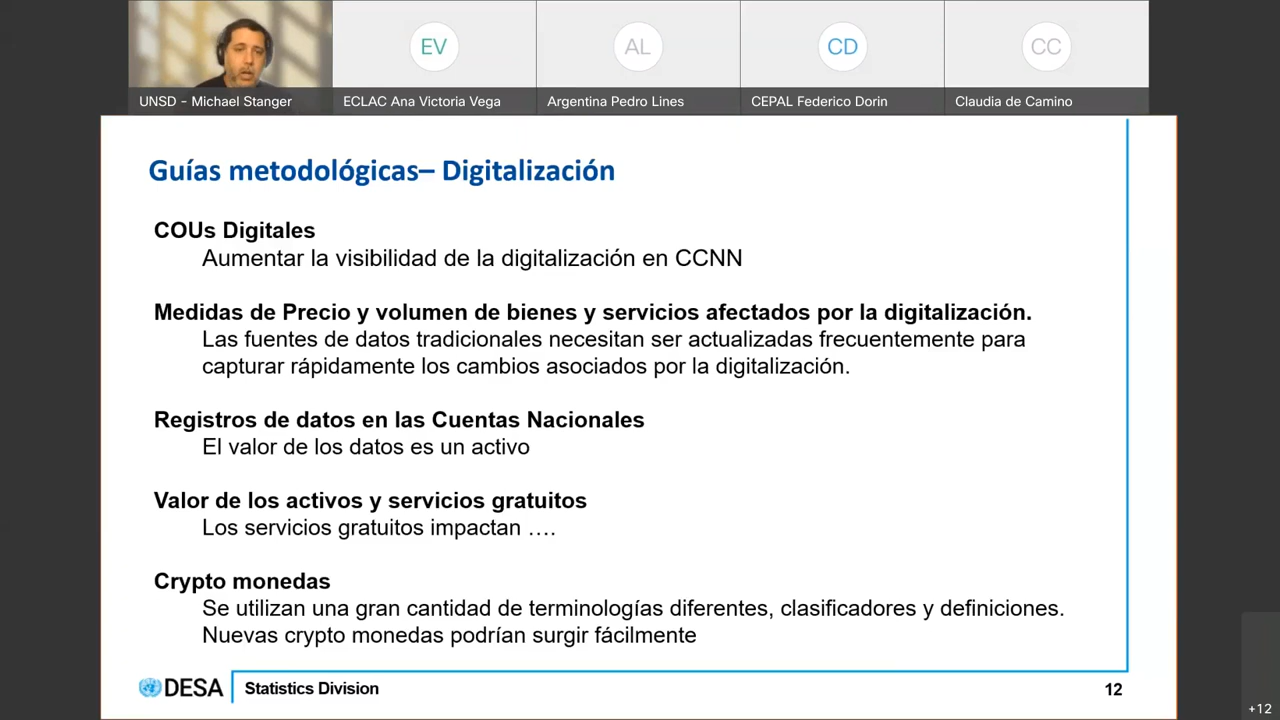 EV
AL
CD
CC
UNSD - Michael Stanger
ECLAC Ana Victoria Vega
Argentina Pedro Lines
CEPAL Federico Dorin
Claudia de Camino
Guías metodológicas– Digitalización
COUs Digitales
Aumentar la visibilidad de la digitalización en CCNN
Medidas de Precio y volumen de bienes y servicios afectados por la digitalización.
Las fuentes de datos tradicionales necesitan ser actualizadas frecuentemente para
capturar rápidamente los cambios asociados por la digitalización.
Registros de datos en las Cuentas Nacionales
El valor de los datos es un activo
Valor de los activos y servicios gratuitos
Los servicios gratuitos impactan ….
Crypto monedas
Se utilizan una gran cantidad de terminologías diferentes, clasificadores y definiciones.
Nuevas crypto monedas podrían surgir fácilmente
DESA
Statistics Division
12
+12